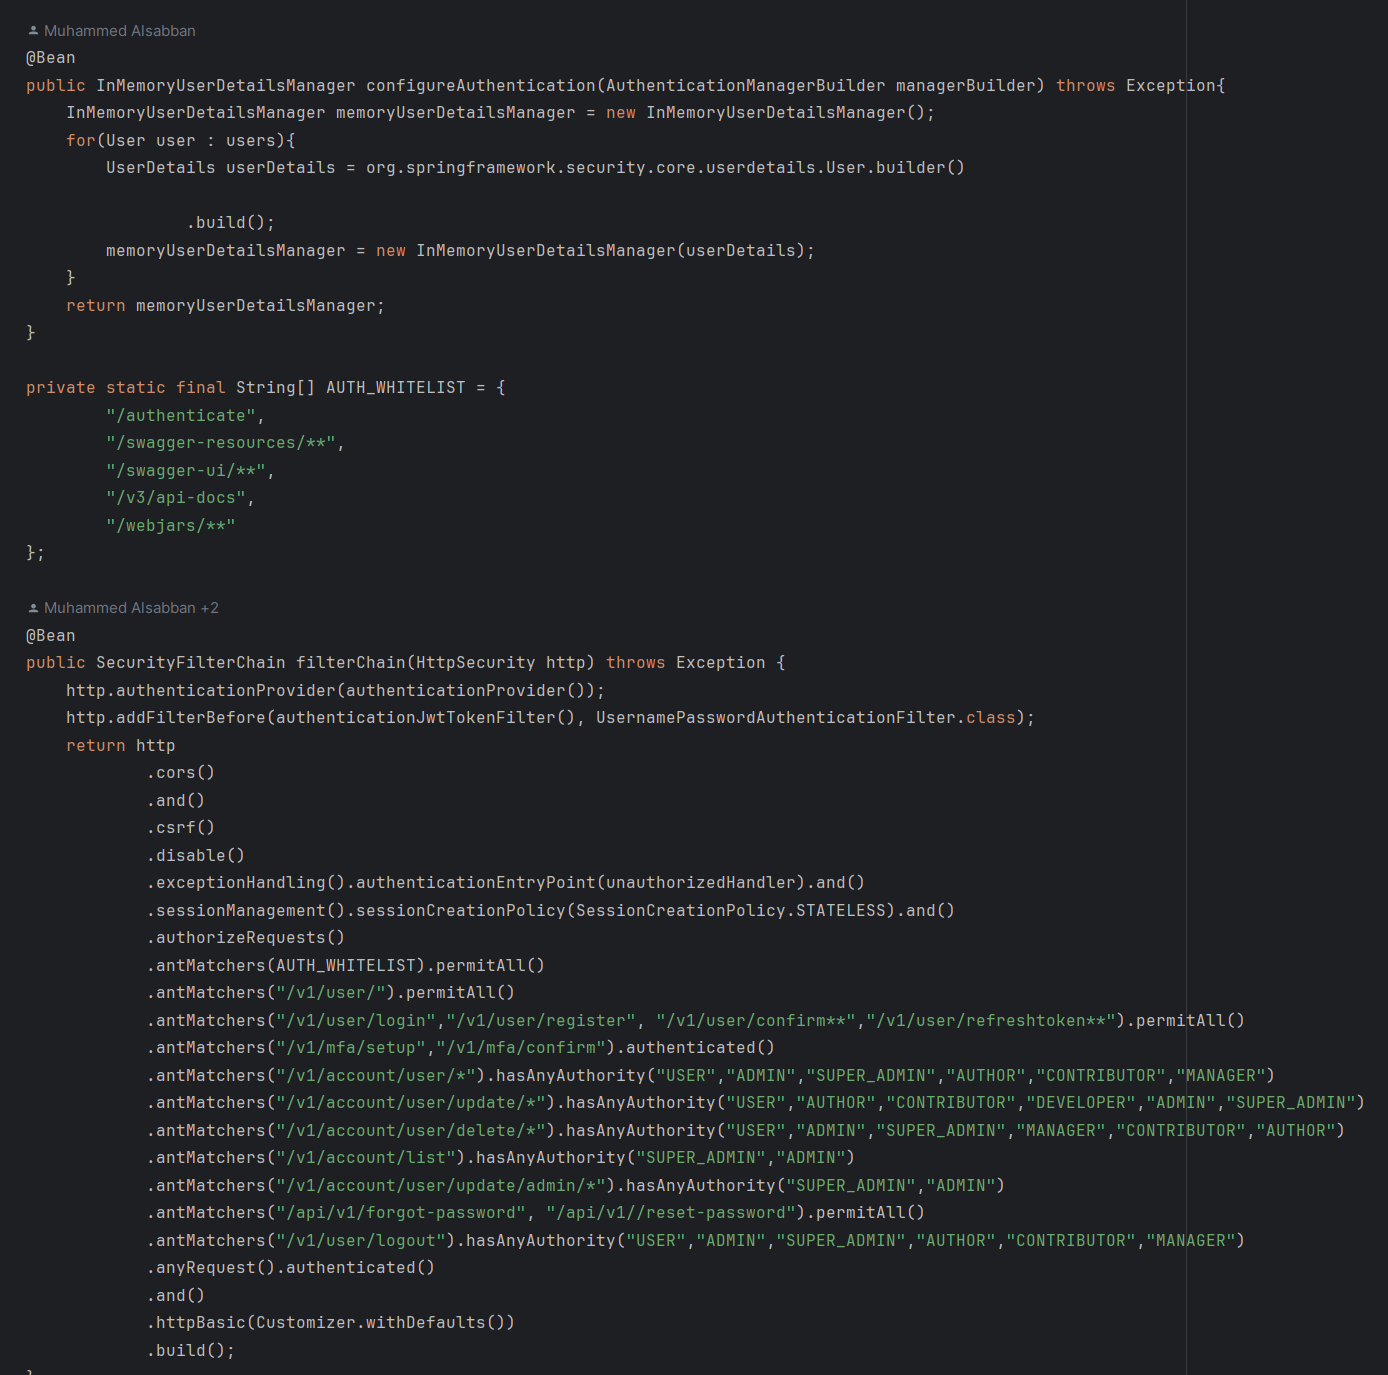 Muhammed Alsabban
@Bean
public InMemoryUserDetailsManager configureAuthentication(AuthenticationManagerBuilder managerBuilder) throws Exception{
    InMemoryUserDetailsManager memoryUserDetailsManager = new InMemoryUserDetailsManager();
    for(User user : users){
        UserDetails userDetails = org.springframework.security.core.userdetails.User.builder()
                .build();
        memoryUserDetailsManager = new InMemoryUserDetailsManager(userDetails);
    }
    return memoryUserDetailsManager;
}
private static final String[] AUTH_WHITELIST = {
        "/authenticate",
        "/swagger-resources/**",
        "/swagger-ui/**",
        "/v3/api-docs",
        "/webjars/**"
};
Muhammed Alsabban +2
@Bean
public SecurityFilterChain filterChain(HttpSecurity http) throws Exception {
    http.authenticationProvider(authenticationProvider());
    http.addFilterBefore(authenticationJwtTokenFilter(), UsernamePasswordAuthenticationFilter.class);
    return http
            .cors()
            .and()
            .csrf()
            .disable()
            .exceptionHandling().authenticationEntryPoint(unauthorizedHandler).and()
            .sessionManagement().sessionCreationPolicy(SessionCreationPolicy.STATELESS).and()
            .authorizeRequests()
            .antMatchers(AUTH_WHITELIST).permitAll()
            .antMatchers("/v1/user/").permitAll()
            .antMatchers("/v1/user/login","/v1/user/register", "/v1/user/confirm**","/v1/user/refreshtoken**").permitAll()
            .antMatchers("/v1/mfa/setup","/v1/mfa/confirm").authenticated()
            .antMatchers("/v1/account/user/*").hasAnyAuthority("USER","ADMIN","SUPER_ADMIN","AUTHOR","CONTRIBUTOR","MANAGER")
            .antMatchers("/v1/account/user/update/*").hasAnyAuthority("USER","AUTHOR","CONTRIBUTOR","DEVELOPER","ADMIN","SUPER_ADMIN")
            .antMatchers("/v1/account/user/delete/*").hasAnyAuthority("USER","ADMIN","SUPER_ADMIN","MANAGER","CONTRIBUTOR","AUTHOR")
            .antMatchers("/v1/account/list").hasAnyAuthority("SUPER_ADMIN","ADMIN")
            .antMatchers("/v1/account/user/update/admin/*").hasAnyAuthority("SUPER_ADMIN","ADMIN")
            .antMatchers("/api/v1/forgot-password", "/api/v1//reset-password").permitAll()
            .antMatchers("/v1/user/logout").hasAnyAuthority("USER","ADMIN","SUPER_ADMIN","AUTHOR","CONTRIBUTOR","MANAGER")
            .anyRequest().authenticated()
            .and()
            .httpBasic(Customizer.withDefaults())
            .build();
}